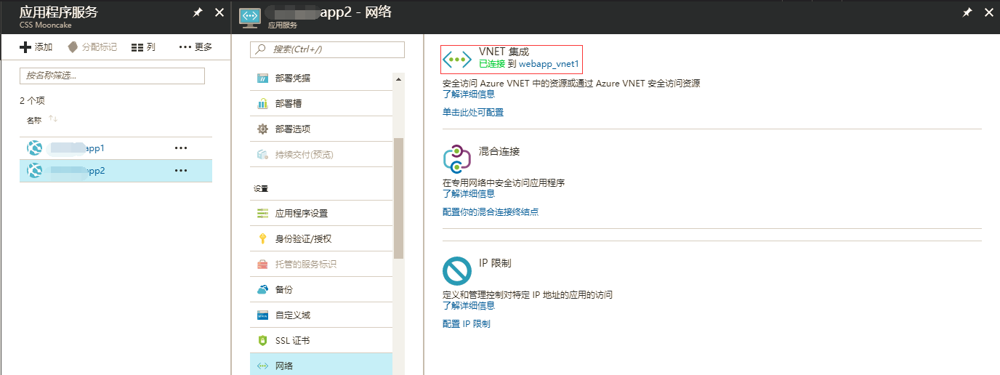 应用程序服务
CSS Mooncake
添加
分配标记
列
更多
按名称筛选...
2 个项
名称
app1
app2
app2 - 网络
应用服务
搜索(Ctrl+/)
部署凭据
部署槽
部署选项
持续交付(预览)
设置
应用程序设置
身份验证/授权
托管的服务标识
备份
自定义域
SSL 证书
网络
VNET 集成
已连接 到 webapp_vnet1
安全访问 Azure VNET 中的资源或通过 Azure VNET 安全访问资源
了解详细信息
单击此处可配置
混合连接
在专用网络中安全访问应用程序
了解详细信息
配置你的混合连接终结点
IP 限制
定义和管理控制对特定 IP 地址的应用的访问
了解详细信息
配置 IP 限制